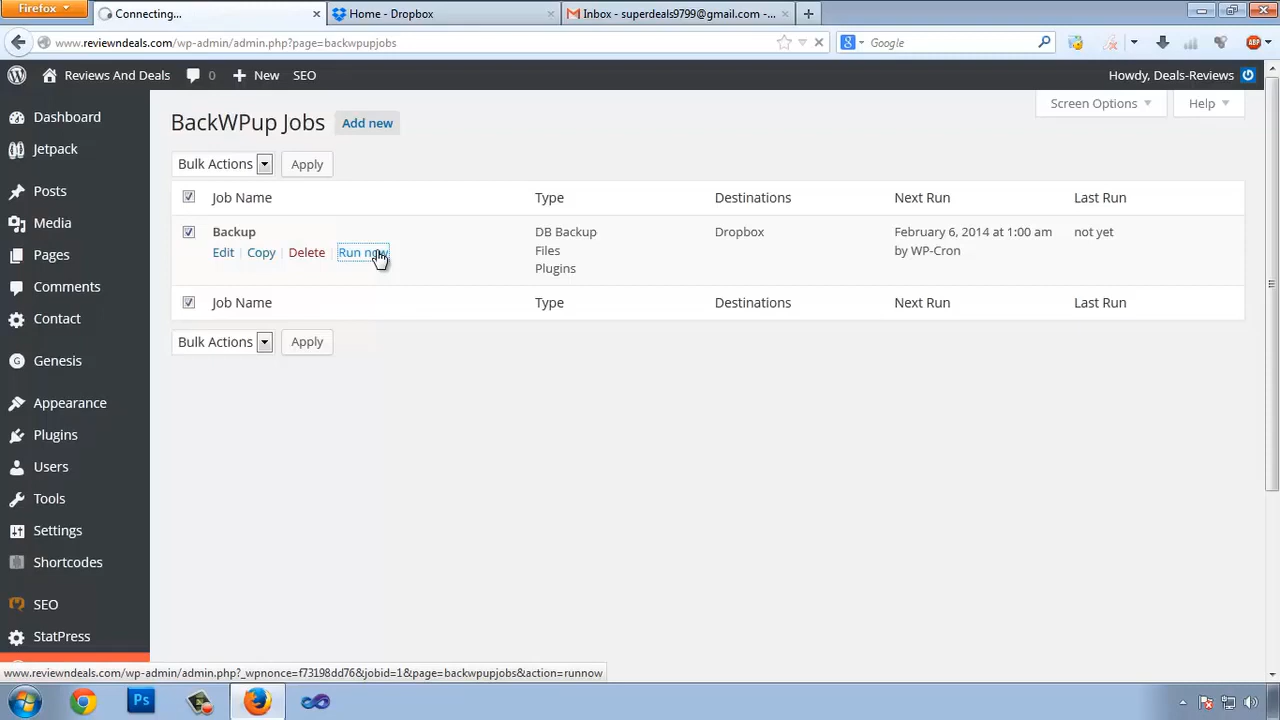 Firefox
Connecting...
Home - Dropbox
Inbox - superdeals9799@gmail.com -...
www.reviewndeals.com/wp-admin/admin.php?page=backwpupjobs
Google
ABP
Reviews And Deals
0
New
SEO
Howdy, Deals-Reviews
Screen Options
Help
Dashboard
Jetpack
Posts
Media
Pages
Comments
Contact
Genesis
Appearance
Plugins
Users
Tools
Settings
Shortcodes
SEO
StatPress
BackWPup Jobs
Add new
Bulk Actions
Apply
Job Name Type Destinations Next Run Last Run
Backup DB Backup Dropbox February 6, 2014 at 1:00 am not yet
Edit | Copy | Delete | Run now Files by WP-Cron
Plugins
Job Name Type Destinations Next Run Last Run
Bulk Actions
Apply
www.reviewndeals.com/wp-admin/admin.php?_wpnonce=f73198dd76&jobid=1&page=backwpupjobs&action=runnow
Ps